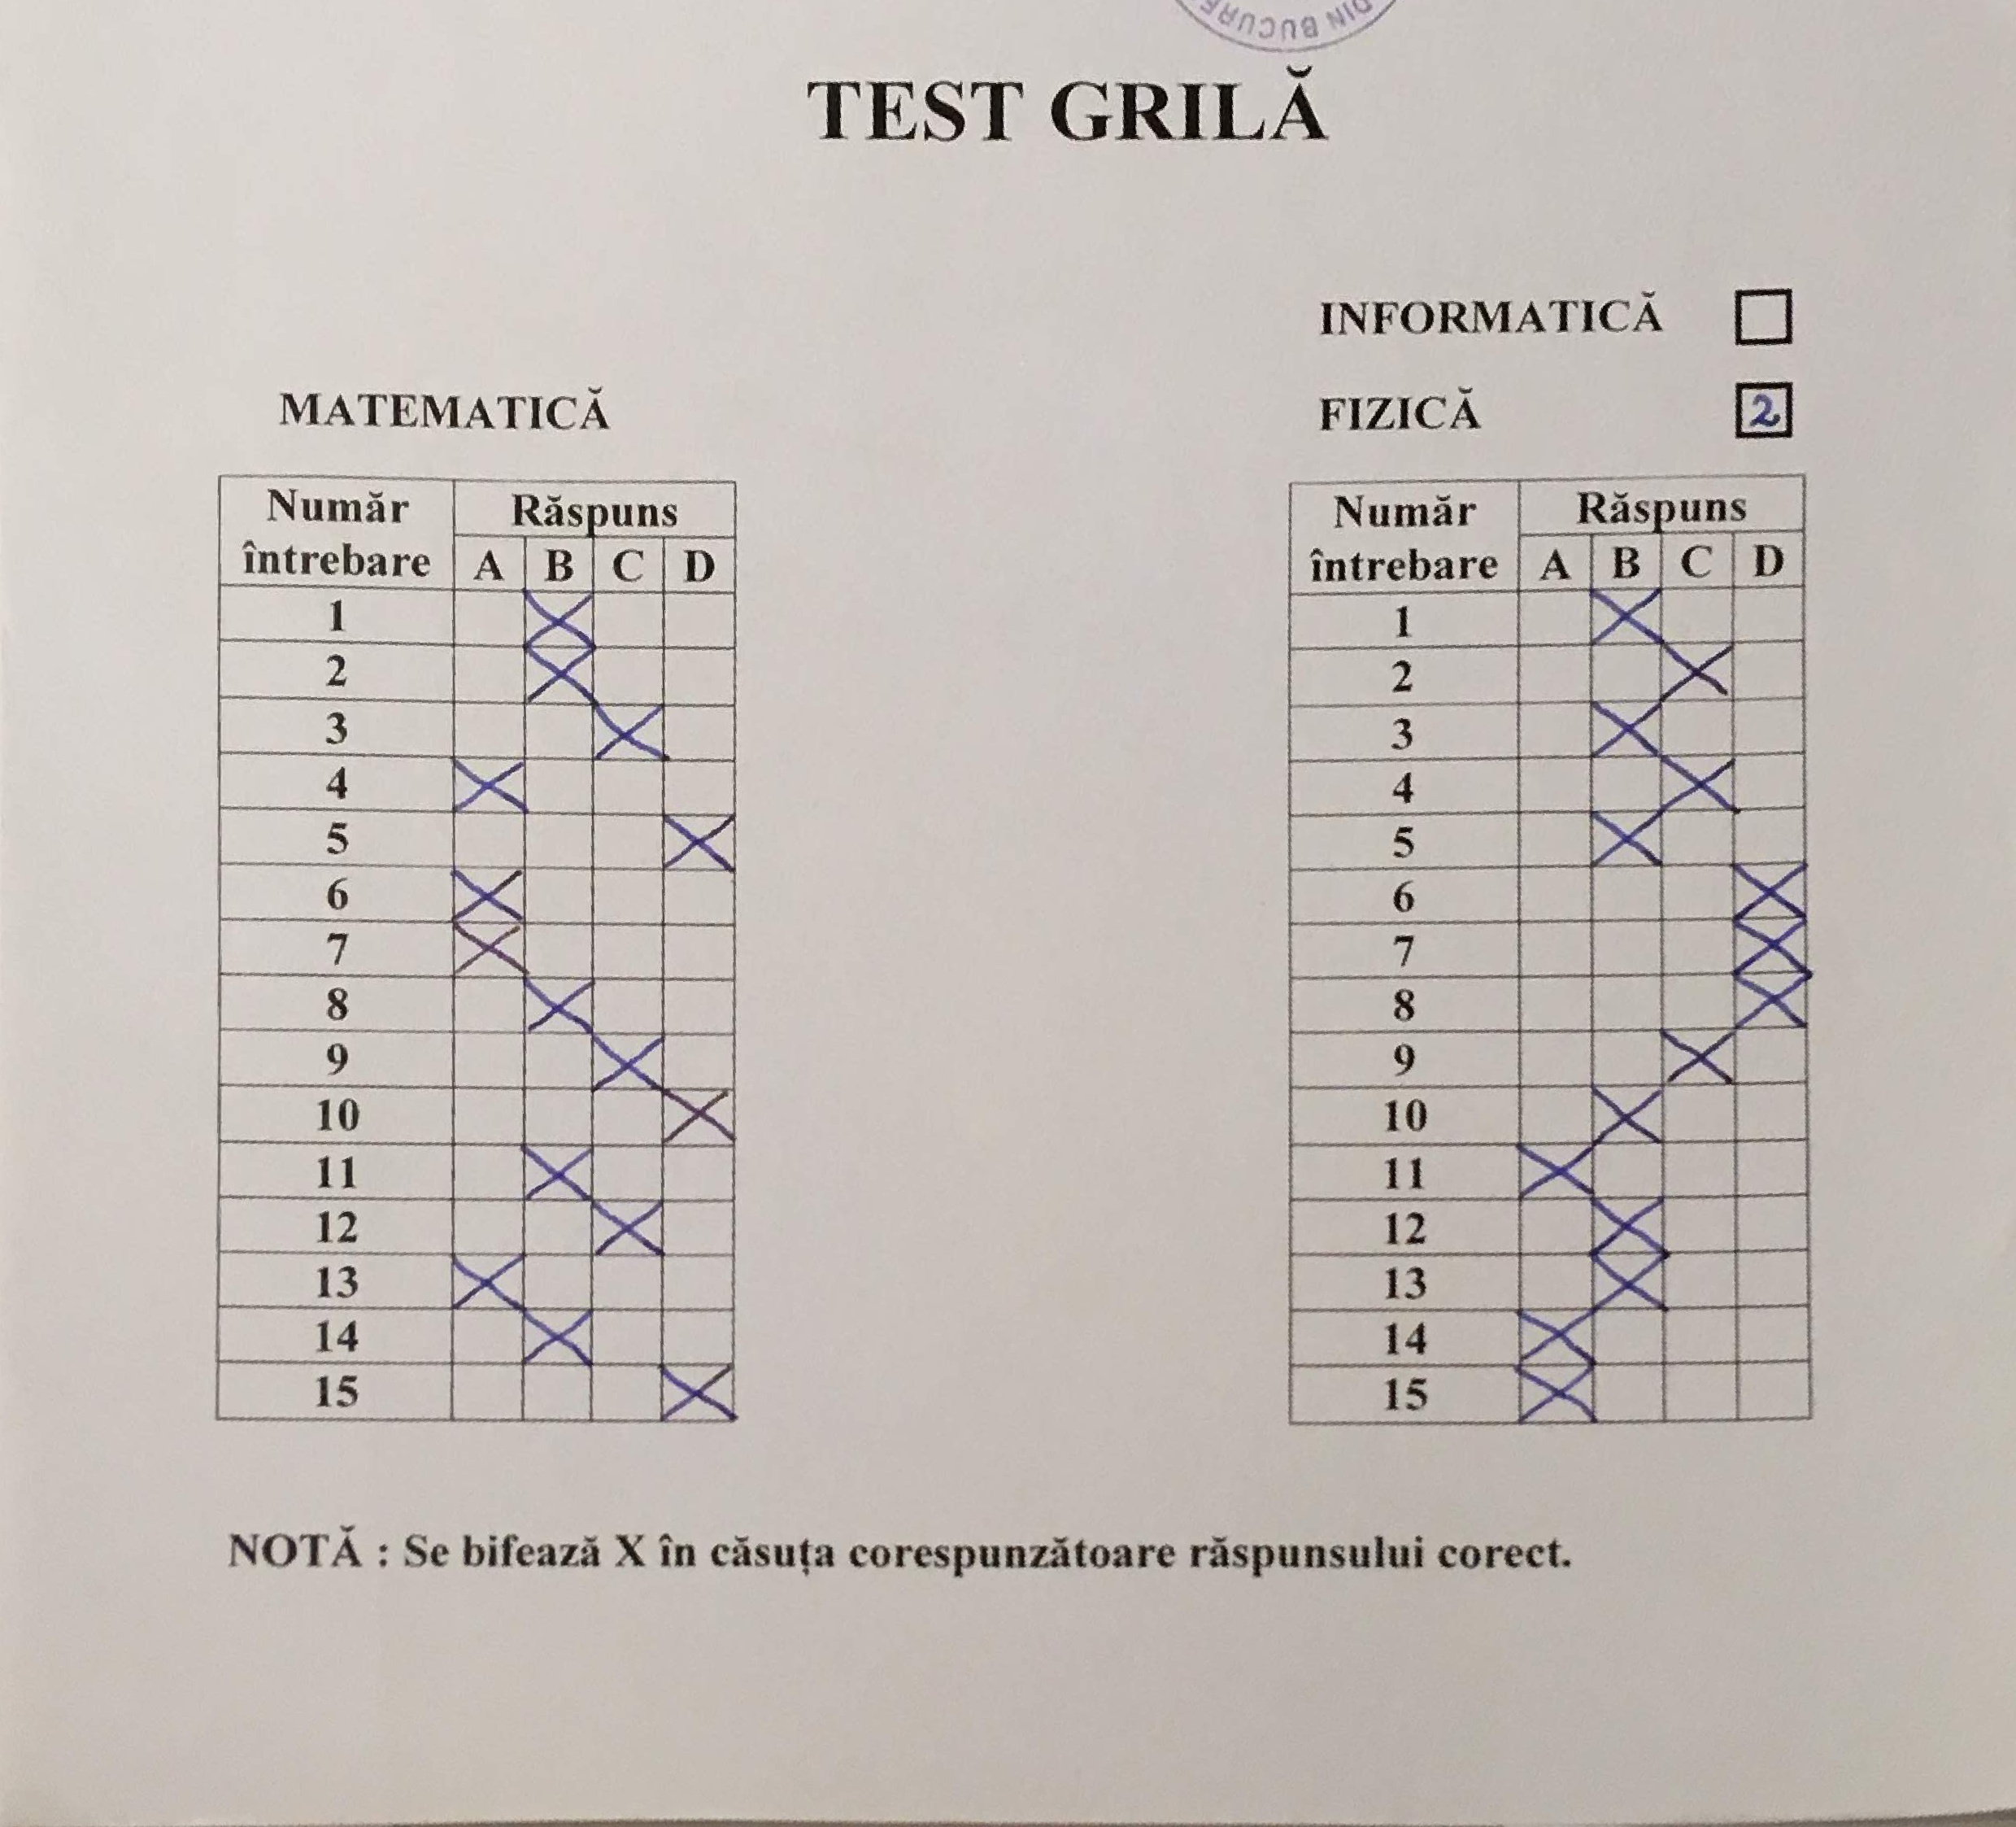 DIN BUCURE
TEST GRILĂ
INFORMATICĂ
FIZICĂ 2
MATEMATICĂ
Număr întrebare Răspuns
A B C D
1 X
2 X
3 X
4 X
5 X
6 X
7 X
8 X
9 X
10 X
11 X
12 X
13 X
14 X
15 X
Număr întrebare Răspuns
A B C D
1 X
2 X
3 X
4 X
5 X
6 X
7 X
8 X
9 X
10 X
11 X
12 X
13 X
14 X
15 X
NOTĂ : Se bifează X în căsuța corespunzătoare răspunsului corect.